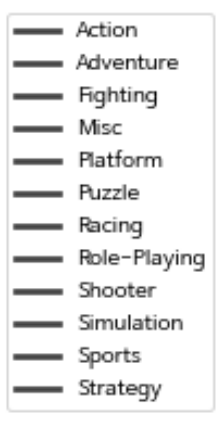 Action
Adventure
Fighting
Misc
Platform
Puzzle
Racing
Role-Playing
Shooter
Simulation
Sports
Strategy